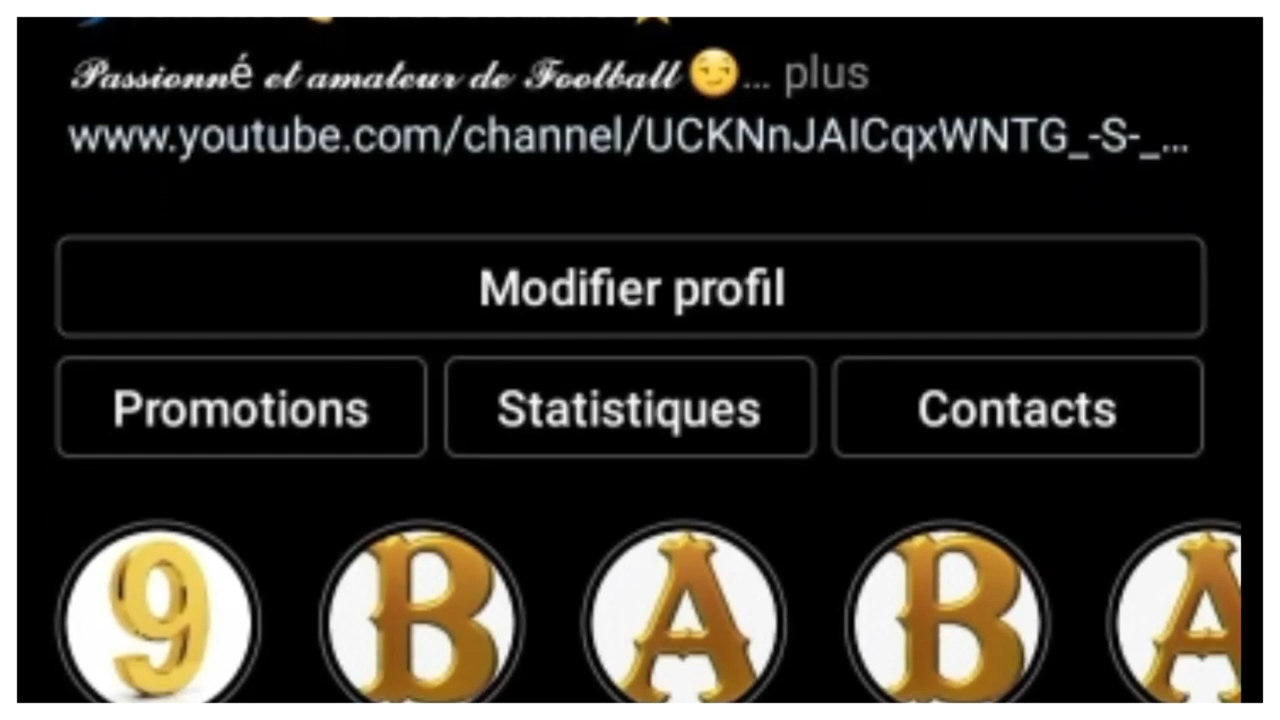 𝒫𝒶𝓈𝓈𝒾𝑜𝓃𝓃é 𝑒𝓉 𝒶𝓂𝒶𝓉𝑒𝓊𝓇 𝒹𝑒 𝐹𝑜𝑜𝓉𝒷𝒶𝓁𝓁 😏... plus
www.youtube.com/channel/UCKNnJAICqxWNTG_-S-_...
Modifier profil
Promotions Statistiques Contacts
9 B A B A